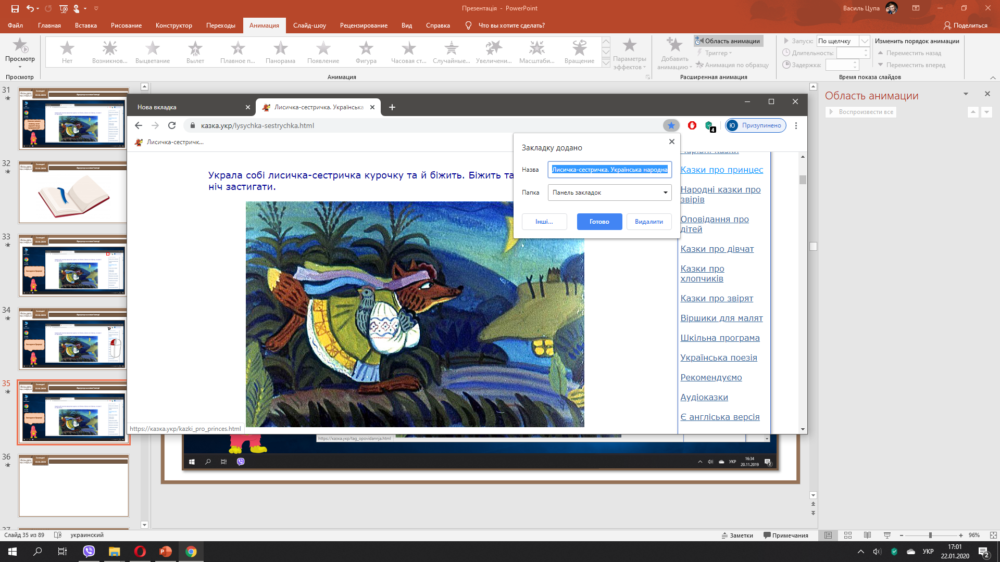 Презентація - PowerPoint
Василь Цупа
Файл Главная Вставка Рисование Конструктор Переходы Анимация Слайд-шоу Рецензирование Вид Справка Что вы хотите сделать? Поделиться
Просмотр
Нет Возникнов... Выцветание Вылет Плавное п... Панорама Появление Фигура Часовая ст... Случайные... Увеличени... Масштаби... Вращение
Параметры эффектов
Добавить анимацию
Область анимации
Триггер
Анимация по образцу
Запуск: По щелчку
Длительность:
Задержка:
Изменить порядок анимации
Переместить назад
Переместить вперед
Просмотр Анимация Расширенная анимация Время показа слайдов
31
32
33
34
35
36
37
Область анимации
Воспроизвести все
Нова вкладка
Лисичка-сестричка. Українська
казка.укр/lysychka-sestrychka.html
4
Ю Призупинено
Лисичка-сестричк...
Украла собі лисичка-сестричка курочку та й біжить. Біжить та
ніч застигати.
Закладку додано
Назва Лисичка-сестричка. Українська народна
Папка Панель закладок
Інші... Готово Видалити
Чарівні казки
Казки про принцес
Народні казки про
звірів
Оповідання про
дітей
Казки про дівчат
Казки про
хлопчиків
Казки про звірят
Віршики для малят
Шкільна програма
Українська поезія
Рекомендуємо
Аудіоказки
Є англіська версія
https://казка.укр/kazki_pro_princes.html
https://казка.укр/tag_opovidannja.html
УКР 16:34
20.11.2019 2
Слайд 35 из 89 украинский Заметки Примечания 96%
УКР 17:01
22.01.2020 2